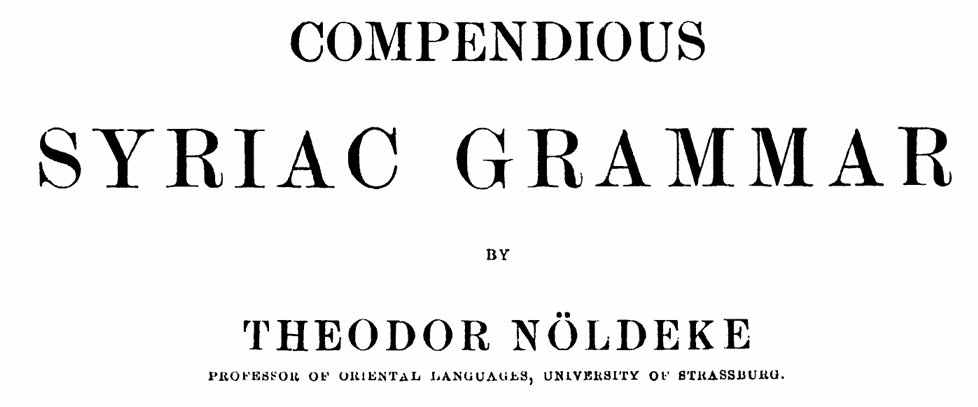 COMPENDIOUS
SYRIAC GRAMMAR
BY
THEODOR NÖLDEKE
PROFESSOR OF ORIENTAL LANGUAGES, UNIVERSITY OF STRASSBURG.